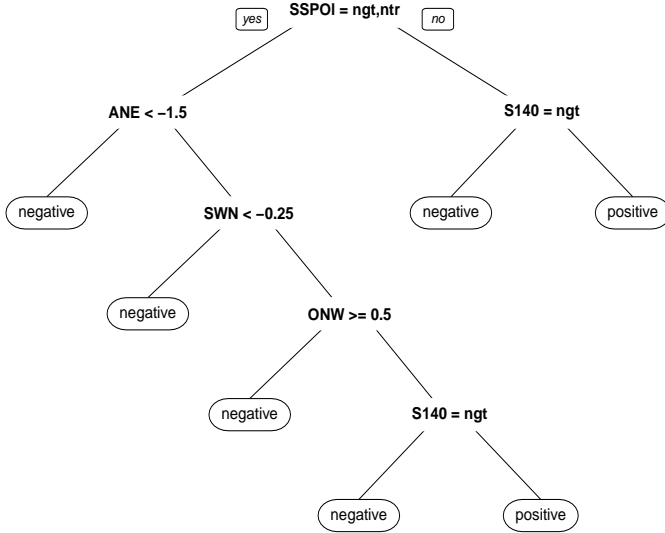 SSPOI = ngt,ntr
yes
no
ANE < −1.5
S140 = ngt
negative
SWN < −0.25
negative
positive
negative
ONW >= 0.5
negative
S140 = ngt
negative
positive